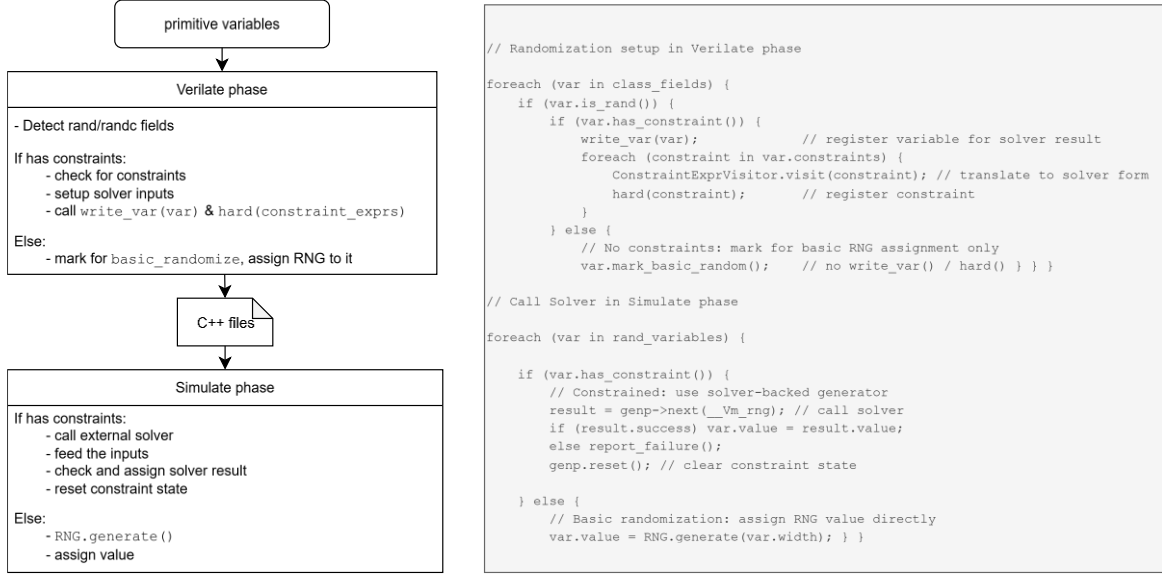 primitive variables
Verilate phase
- Detect rand/randc fields
If has constraints:
- check for constraints
- setup solver inputs
- call write_var(var) & hard(constraint_exprs)
Else:
- mark for basic_randomize, assign RNG to it
C++ files
Simulate phase
If has constraints:
- call external solver
- feed the inputs
- check and assign solver result
- reset constraint state
Else:
- RNG.generate()
- assign value
// Randomization setup in Verilate phase
foreach (var in class_fields) {
if (var.is_rand()) {
if (var.has_constraint()) {
write_var(var); // register variable for solver result
foreach (constraint in var.constraints) {
ConstraintExprVisitor.visit(constraint); // translate to solver form
hard(constraint); // register constraint
}
} else {
// No constraints: mark for basic RNG assignment only
var.mark_basic_random(); // no write_var() / hard() } } }
// Call Solver in Simulate phase
foreach (var in rand_variables) {
if (var.has_constraint()) {
// Constrained: use solver-backed generator
result = genp->next(__Vm_rng); // call solver
if (result.success) var.value = result.value;
else report_failure();
genp.reset(); // clear constraint state
} else {
// Basic randomization: assign RNG value directly
var.value = RNG.generate(var.width); } }